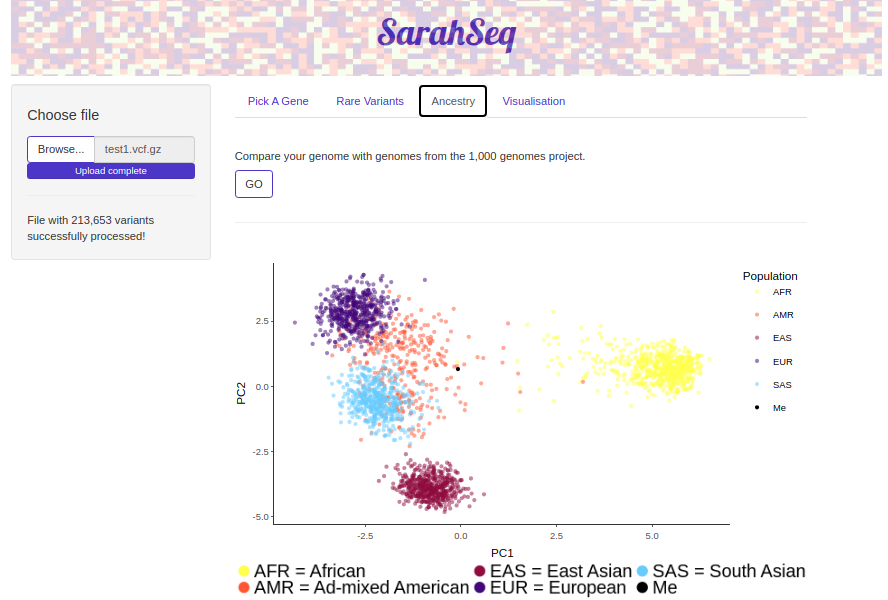 SarahSeq
Choose file
Browse... test1.vcf.gz
Upload complete
File with 213,653 variants
successfully processed!
Pick A Gene Rare Variants Ancestry Visualisation
Compare your genome with genomes from the 1,000 genomes project.
GO
Population
AFR
AMR
EAS
EUR
SAS
Me
PC2
2.5
0.0
-2.5
-5.0
-2.5 0.0 2.5 5.0
PC1
AFR = African EAS = East Asian SAS = South Asian
AMR = Ad-mixed American EUR = European Me